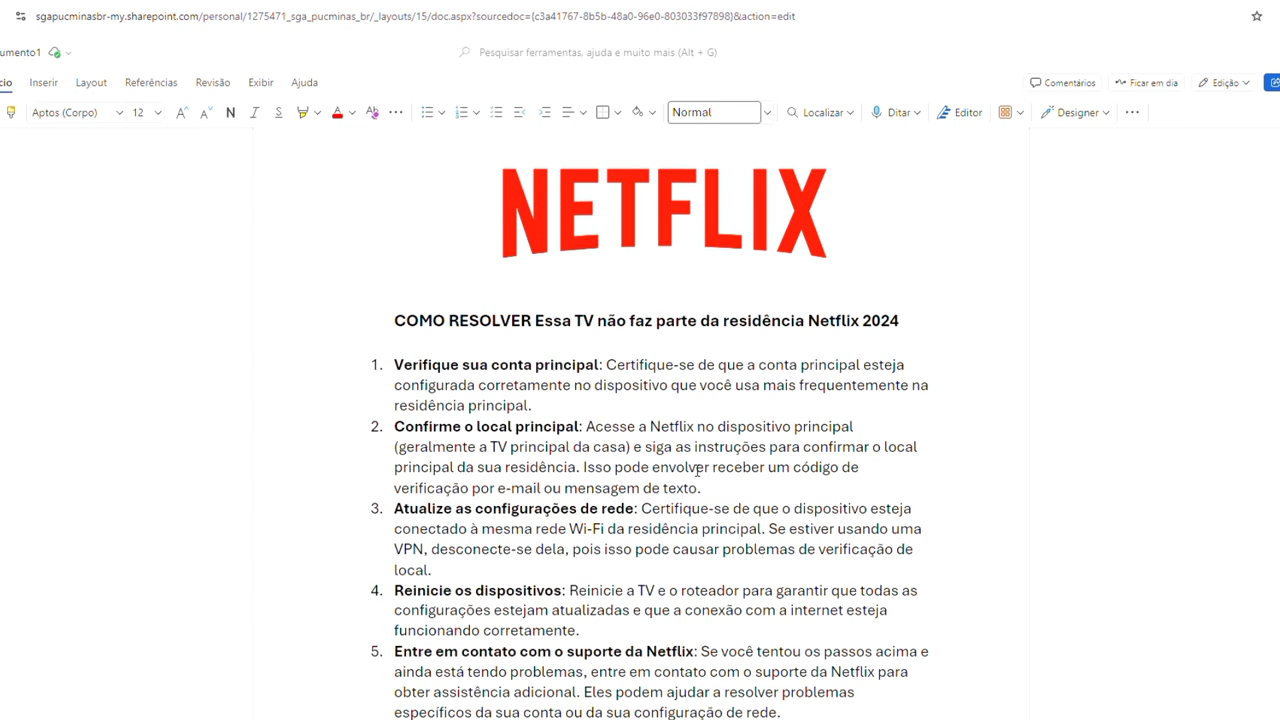 sgapucminasbr-my.sharepoint.com/personal/1275471_sga_pucminas_br/_layouts/15/doc.aspx?sourcedoc={c3a41767-8b5b-48a0-96e0-803033f97898}&action=edit
umento1 Pesquisar ferramentas, ajuda e muito mais (Alt + G)
cio Inserir Layout Referências Revisão Exibir Ajuda Comentários Ficar em dia Edição
Aptos (Corpo) 12 A A N I S A Normal Localizar Ditar Editor Designer
NETFLIX
COMO RESOLVER Essa TV não faz parte da residência Netflix 2024
1. Verifique sua conta principal: Certifique-se de que a conta principal esteja
configurada corretamente no dispositivo que você usa mais frequentemente na
residência principal.
2. Confirme o local principal: Acesse a Netflix no dispositivo principal
(geralmente a TV principal da casa) e siga as instruções para confirmar o local
principal da sua residência. Isso pode envolver receber um código de
verificação por e-mail ou mensagem de texto.
3. Atualize as configurações de rede: Certifique-se de que o dispositivo esteja
conectado à mesma rede Wi-Fi da residência principal. Se estiver usando uma
VPN, desconecte-se dela, pois isso pode causar problemas de verificação de
local.
4. Reinicie os dispositivos: Reinicie a TV e o roteador para garantir que todas as
configurações estejam atualizadas e que a conexão com a internet esteja
funcionando corretamente.
5. Entre em contato com o suporte da Netflix: Se você tentou os passos acima e
ainda está tendo problemas, entre em contato com o suporte da Netflix para
obter assistência adicional. Eles podem ajudar a resolver problemas
específicos da sua conta ou da sua configuração de rede.